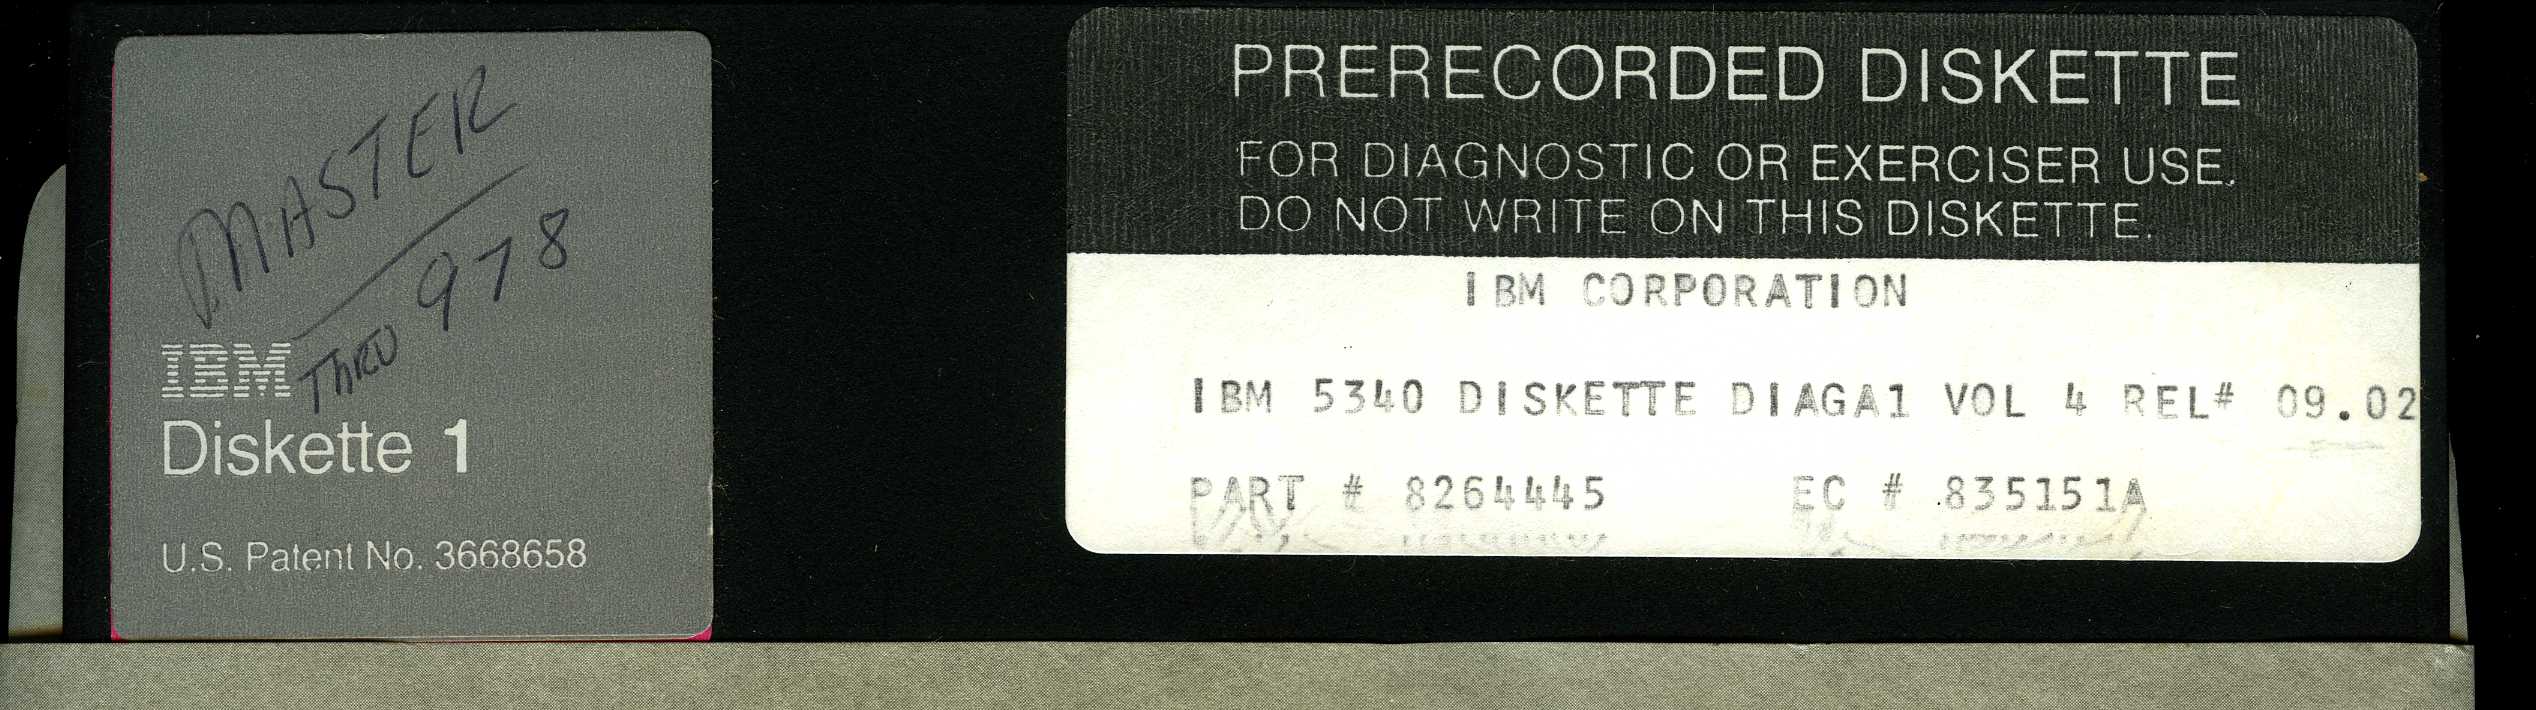 MASTER
THRU 978
IBM
Diskette 1
U.S. Patent No. 3668658
PRERECORDED DISKETTE
FOR DIAGNOSTIC OR EXERCISER USE.
DO NOT WRITE ON THIS DISKETTE.
IBM CORPORATION
IBM 5340 DISKETTE DIAGA1 VOL 4 REL# 09.02
PART # 8264445 EC # 835151A